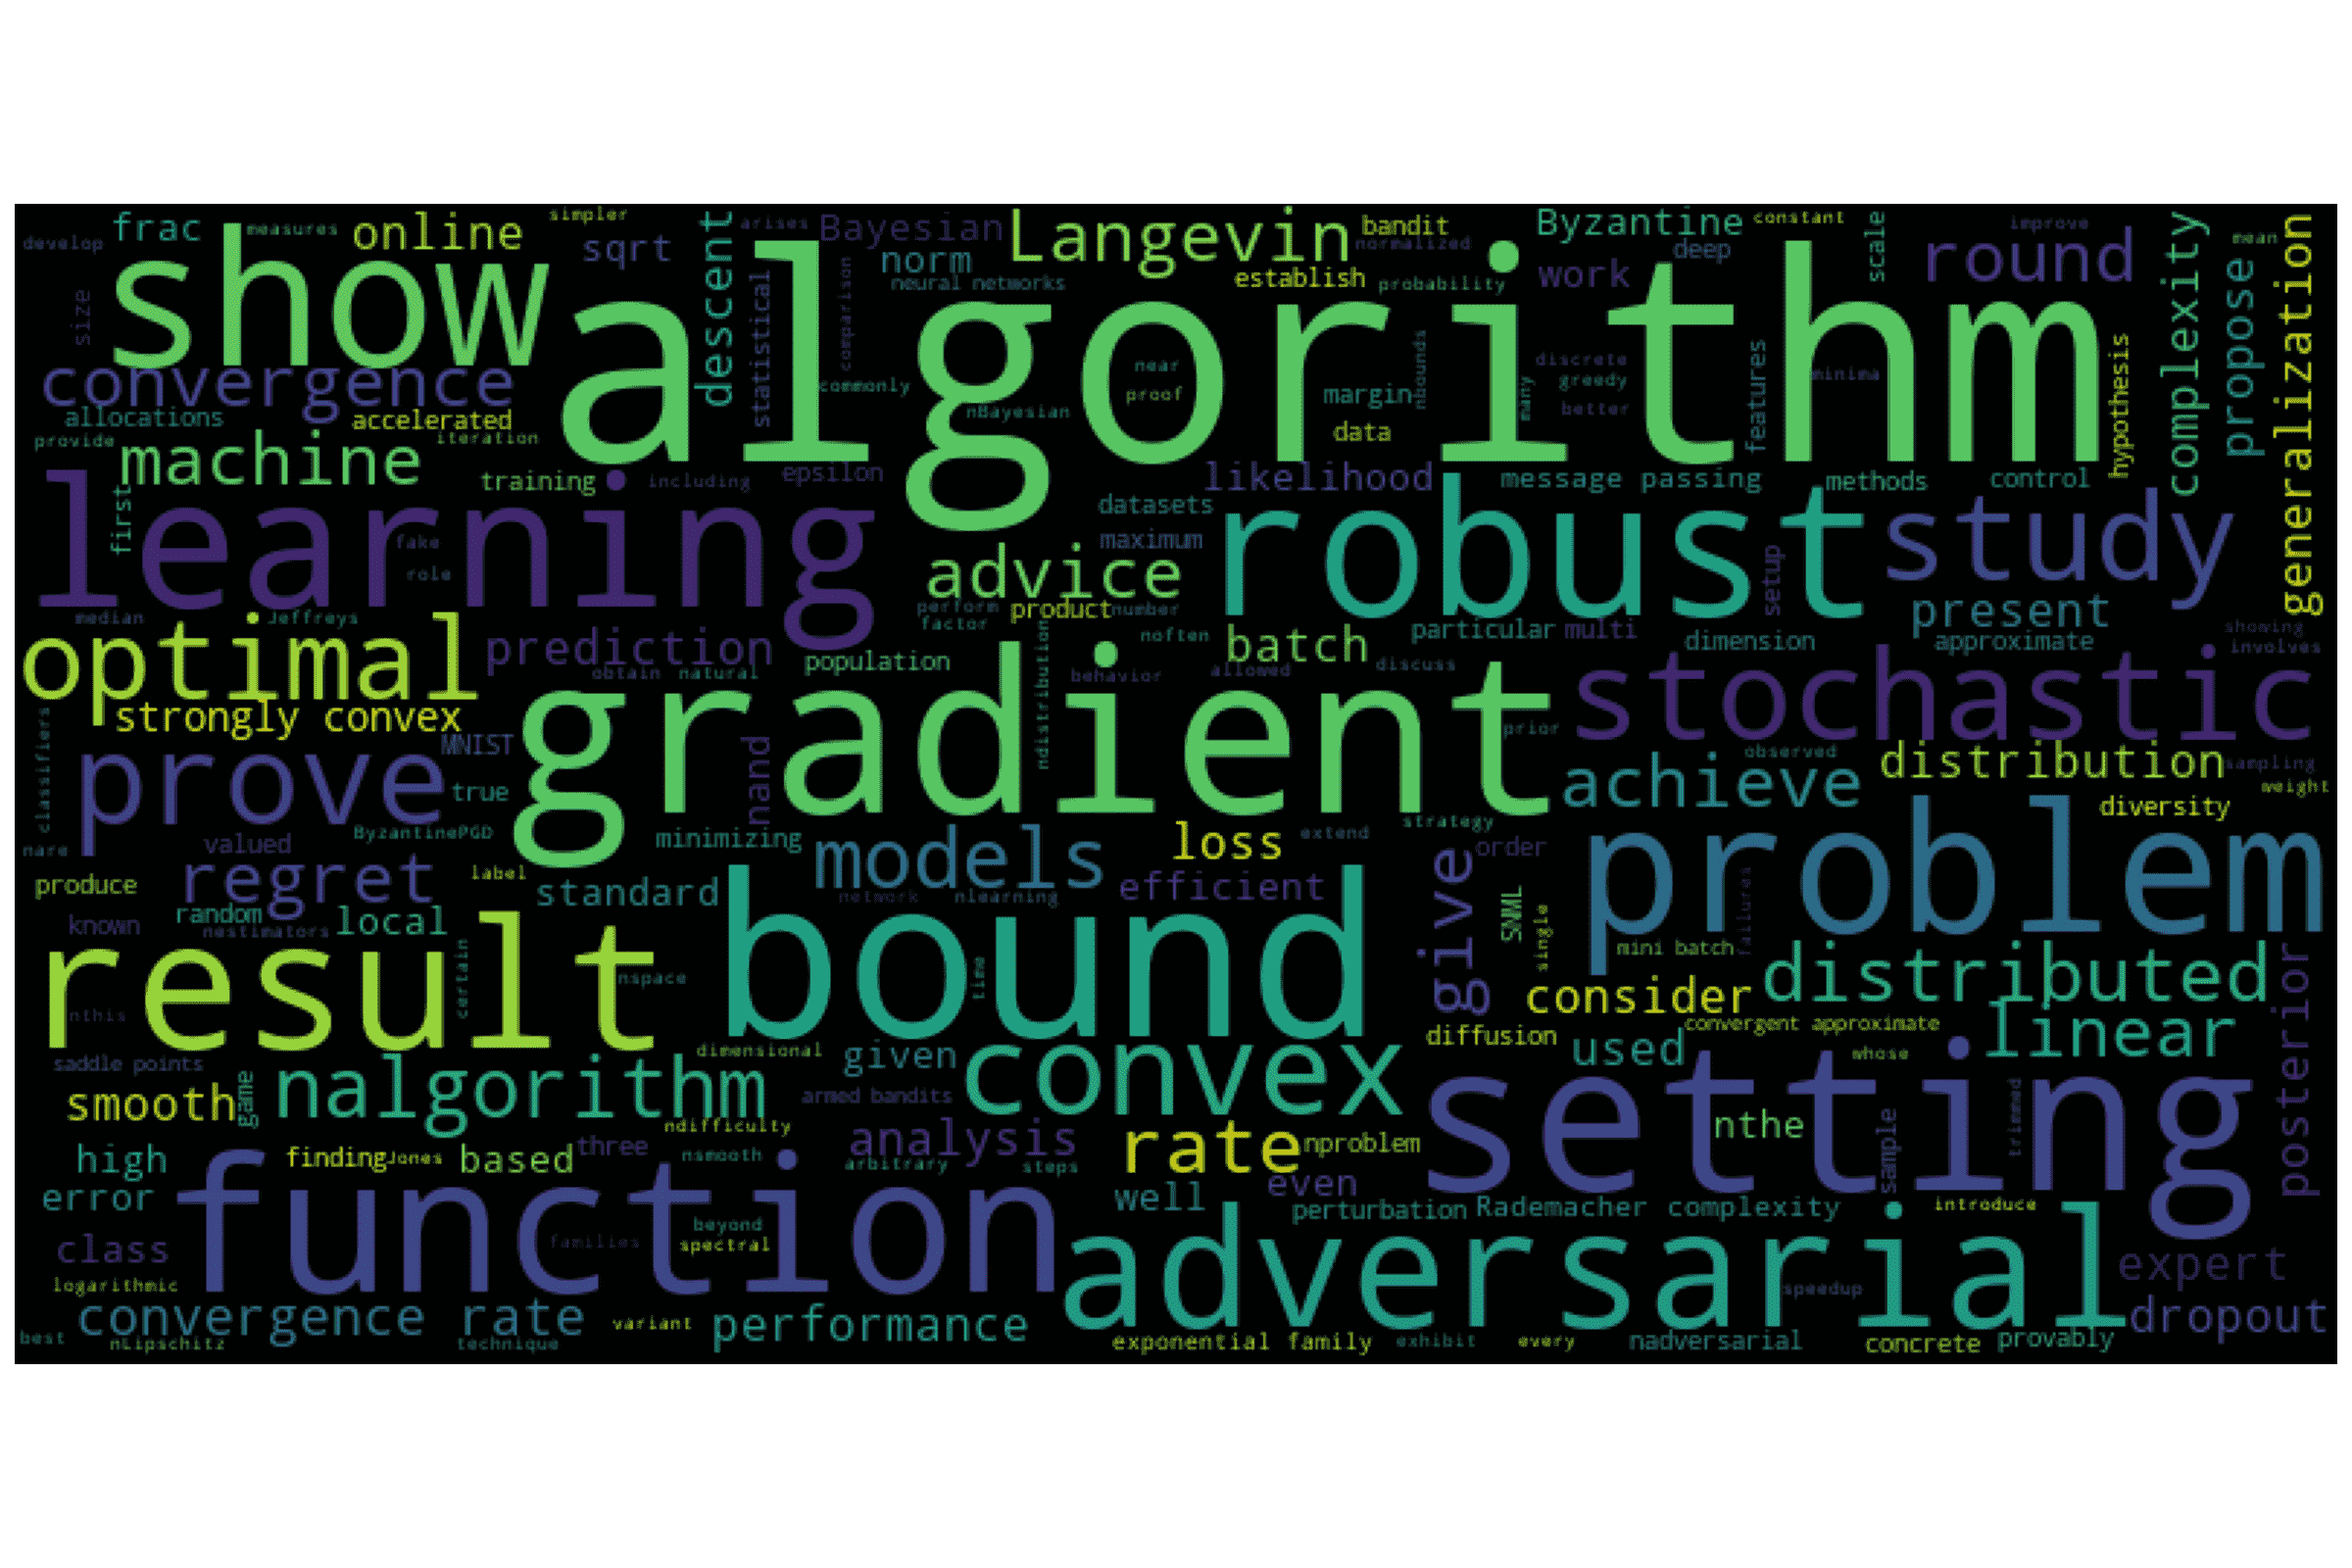 develop
frac
measures
online
simpler
sqrt
descent
arises
Bayesian
Langevin
bandit
normalized
Byzantine
constant
scale
round
improve
complexity
propose
mean
generalization
show
algorithm
size
statistical
comparison
norm
neural networks
establish
probability
work
deep
convergence
commonly
near
proof
nBayesian
margin
nbounds
many
discrete
greedy
better
features
minima
hypothesis
allocations
accelerated
data
provide
machine
iteration
training
including
epsilon
likelihood
message passing
methods
control
first
learning
fake
role
datasets
maximum
robust
study
advice
setup
median
Jeffreys
perform
product
number
factor
present
optimal
prediction
obtain
natural
population
ndistribution
noften
batch
particular
multi
dimension
approximate
showing
involves
behavior
allowed
discuss
strongly convex
gradient
stochastic
classifiers
prove
MNIST
nand
prior
achieve
observed
distribution
sampling
weight
true
diversity
nare
valued
ByzantinePGD
minimizing
models
loss
extend
strategy
order
problem
produce
regret
label
standard
efficient
give
known
random
nestimators
local
network
nlearning
SNML
single
mini batch
failures
result
certain
nspace
bound
time
consider
distributed
posterior
nthis
diffusion
convergent approximate
linear
saddle points
dimensional
given
convex
used
whose
smooth
game
nalgorithm
armed bandits
setting
ndifficulty
nthe
sample
trimmed
high
finding
Jones
based
three
nsmooth
analysis
arbitrary
steps
rate
nproblem
error
function
well
even
perturbation
Rademacher complexity
introduce
class
families
beyond
spectral
adversarial
expert
logarithmic
speedup
convergence rate
variant
performance
dropout
best
nLipschitz
technique
exponential family
exhibit
every
nadversarial
concrete
provably